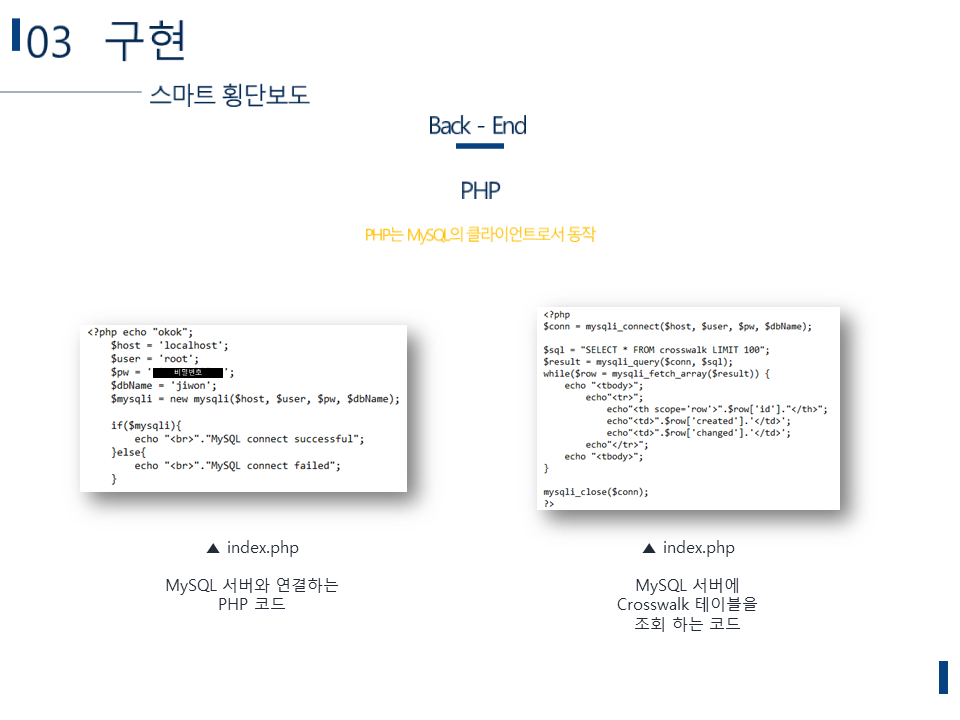 03 구현
스마트 횡단보도
Back - End
PHP
PHP는 MySQL의 클라이언트로서 동작
<?php echo "okok";
$host = 'localhost';
$user = 'root';
$pw = '비밀번호';
$dbName = 'jiwon';
$mysqli = new mysqli($host, $user, $pw, $dbName);
if($mysqli){
echo "<br>"."MySQL connect successful";
}else{
echo "<br>"."MySQL connect failed";
}
▲ index.php
MySQL 서버와 연결하는
PHP 코드
<?php
$conn = mysqli_connect($host, $user, $pw, $dbName);
$sql = "SELECT * FROM crosswalk LIMIT 100";
$result = mysqli_query($conn, $sql);
while($row = mysqli_fetch_array($result)) {
echo "<tbody>";
echo"<tr>";
echo"<th scope='row'>".$row['id']."</th>";
echo"<td>".$row['created'].'</td>';
echo"<td>".$row['changed'].'</td>';
echo"</tr>";
echo "<tbody>";
}
mysqli_close($conn);
?>
▲ index.php
MySQL 서버에
Crosswalk 테이블을
조회 하는 코드